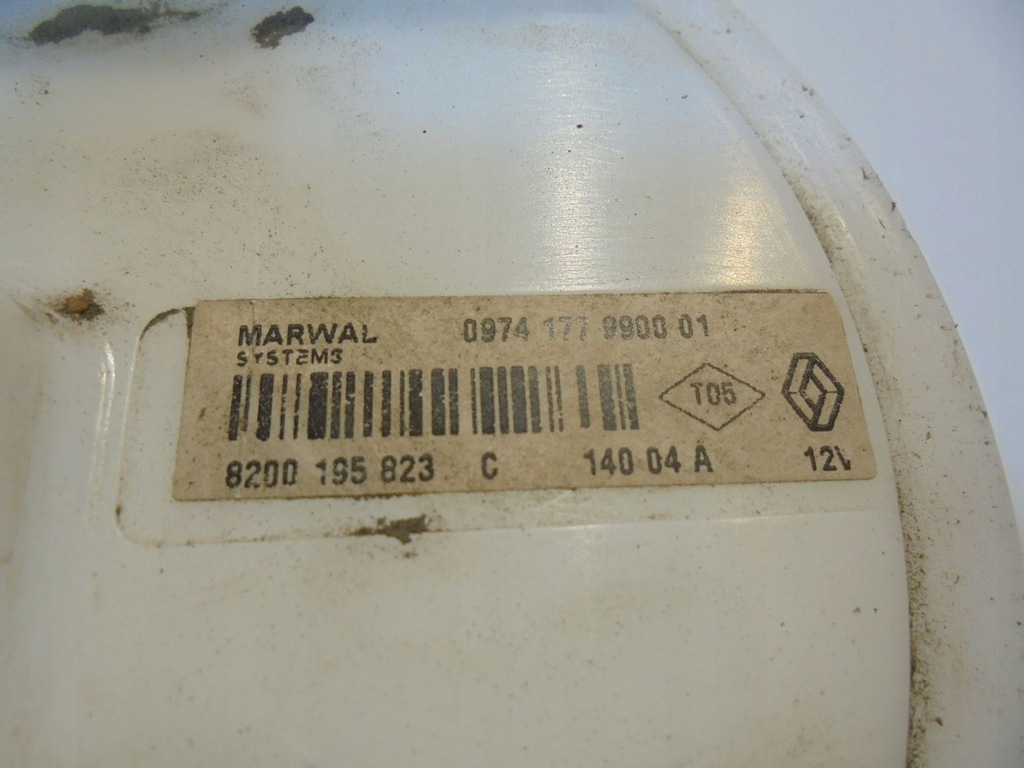 MARWAL 0974 177 9900 01
SYSTEMS
T05
8200 195 823 C 140 04 A 12V